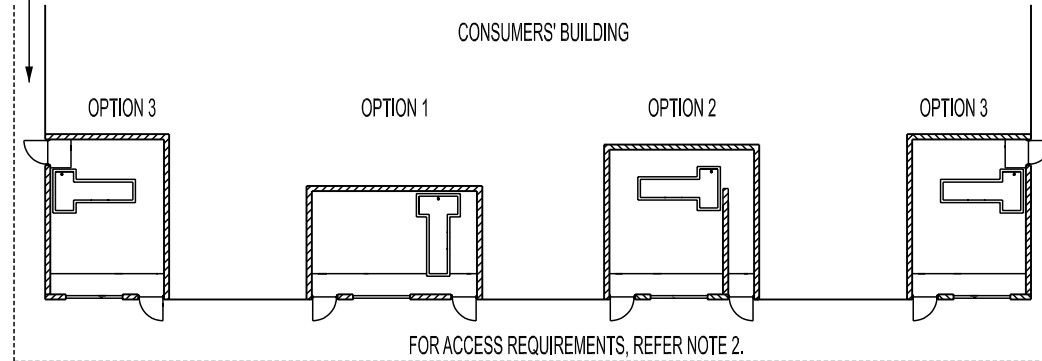 CONSUMERS' BUILDING
OPTION 3
OPTION 1
OPTION 2
OPTION 3
FOR ACCESS REQUIREMENTS, REFER NOTE 2.